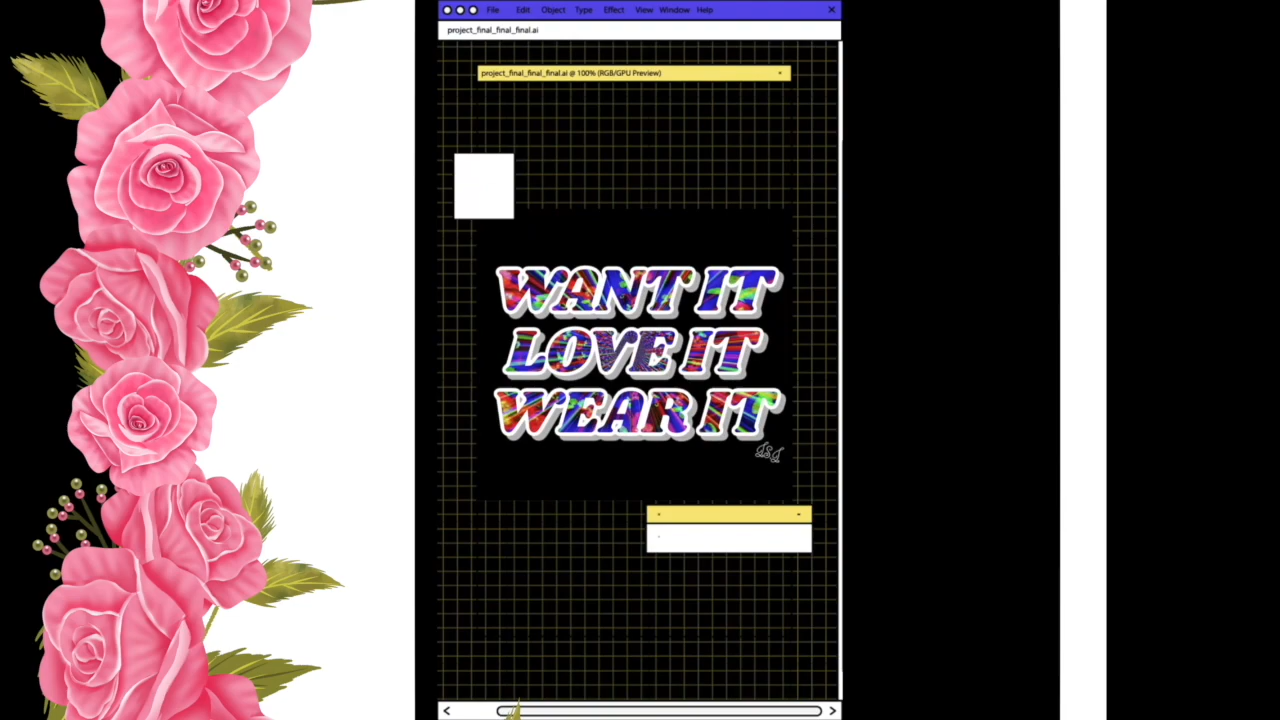 File Edit Object Type Effect View Window Help
project_final_final_final.ai
project_final_final_final.ai @ 100% (RGB/GPU Preview)
WANT IT
LOVE IT
WEAR IT